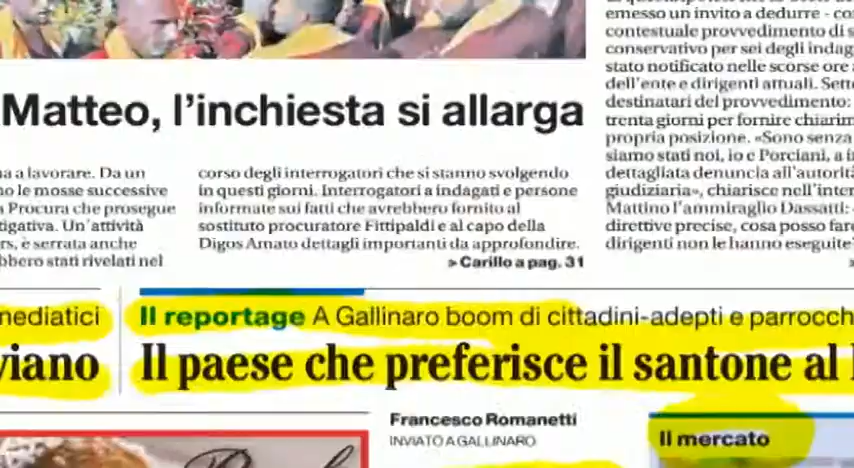 Matteo, l'inchiesta si allarga
a a lavorare. Da un
no le mosse successive
a Procura che prosegue
tigativa. Un'attività
rs, è serrata anche
bbero stati rivelati nel
corso degli interrogatori che si stanno svolgendo
in questi giorni. Interrogatori a indagati e persone
informate sui fatti che avrebbero fornito al
sostituto procuratore Fittipaldi e al capo della
Digos Amato dettagli importanti da approfondire.
> Carillo a pag. 31
emesso un invito a dedurre - co
contestuale provvedimento di s
conservativo per sei degli indag
stato notificato nelle scorse ore a
dell'ente e dirigenti attuali. Sette
destinatari del provvedimento:
trenta giorni per fornire chiarim
propria posizione. «Sono senza
siamo stati noi, io e Porciani, a i
dettagliata denuncia all'autorità
giudiziaria», chiarisce nell'inter
Mattino l'ammiraglio Dassatti: «
direttive precise, cosa posso fare
dirigenti non le hanno eseguite?
mediatici
viano
Il reportage A Gallinaro boom di cittadini-adepti e parrocch
Il paese che preferisce il santone al
Francesco Romanetti
INVIATO A GALLINARO
Il mercato